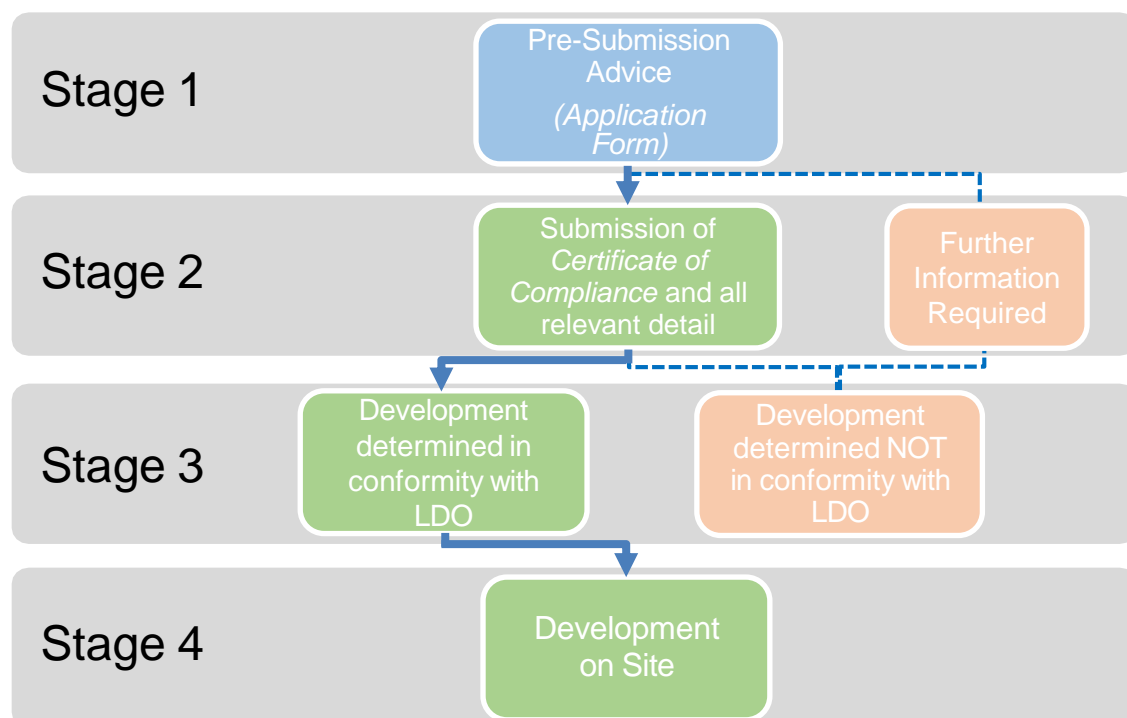 Stage 1
Pre-Submission
Advice
(Application
Form)
Stage 2
Submission of
Certificate of
Compliance and all
relevant detail
Further
Information
Required
Stage 3
Development
determined in
conformity with
LDO
Development
determined NOT
in conformity with
LDO
Stage 4
Development
on Site